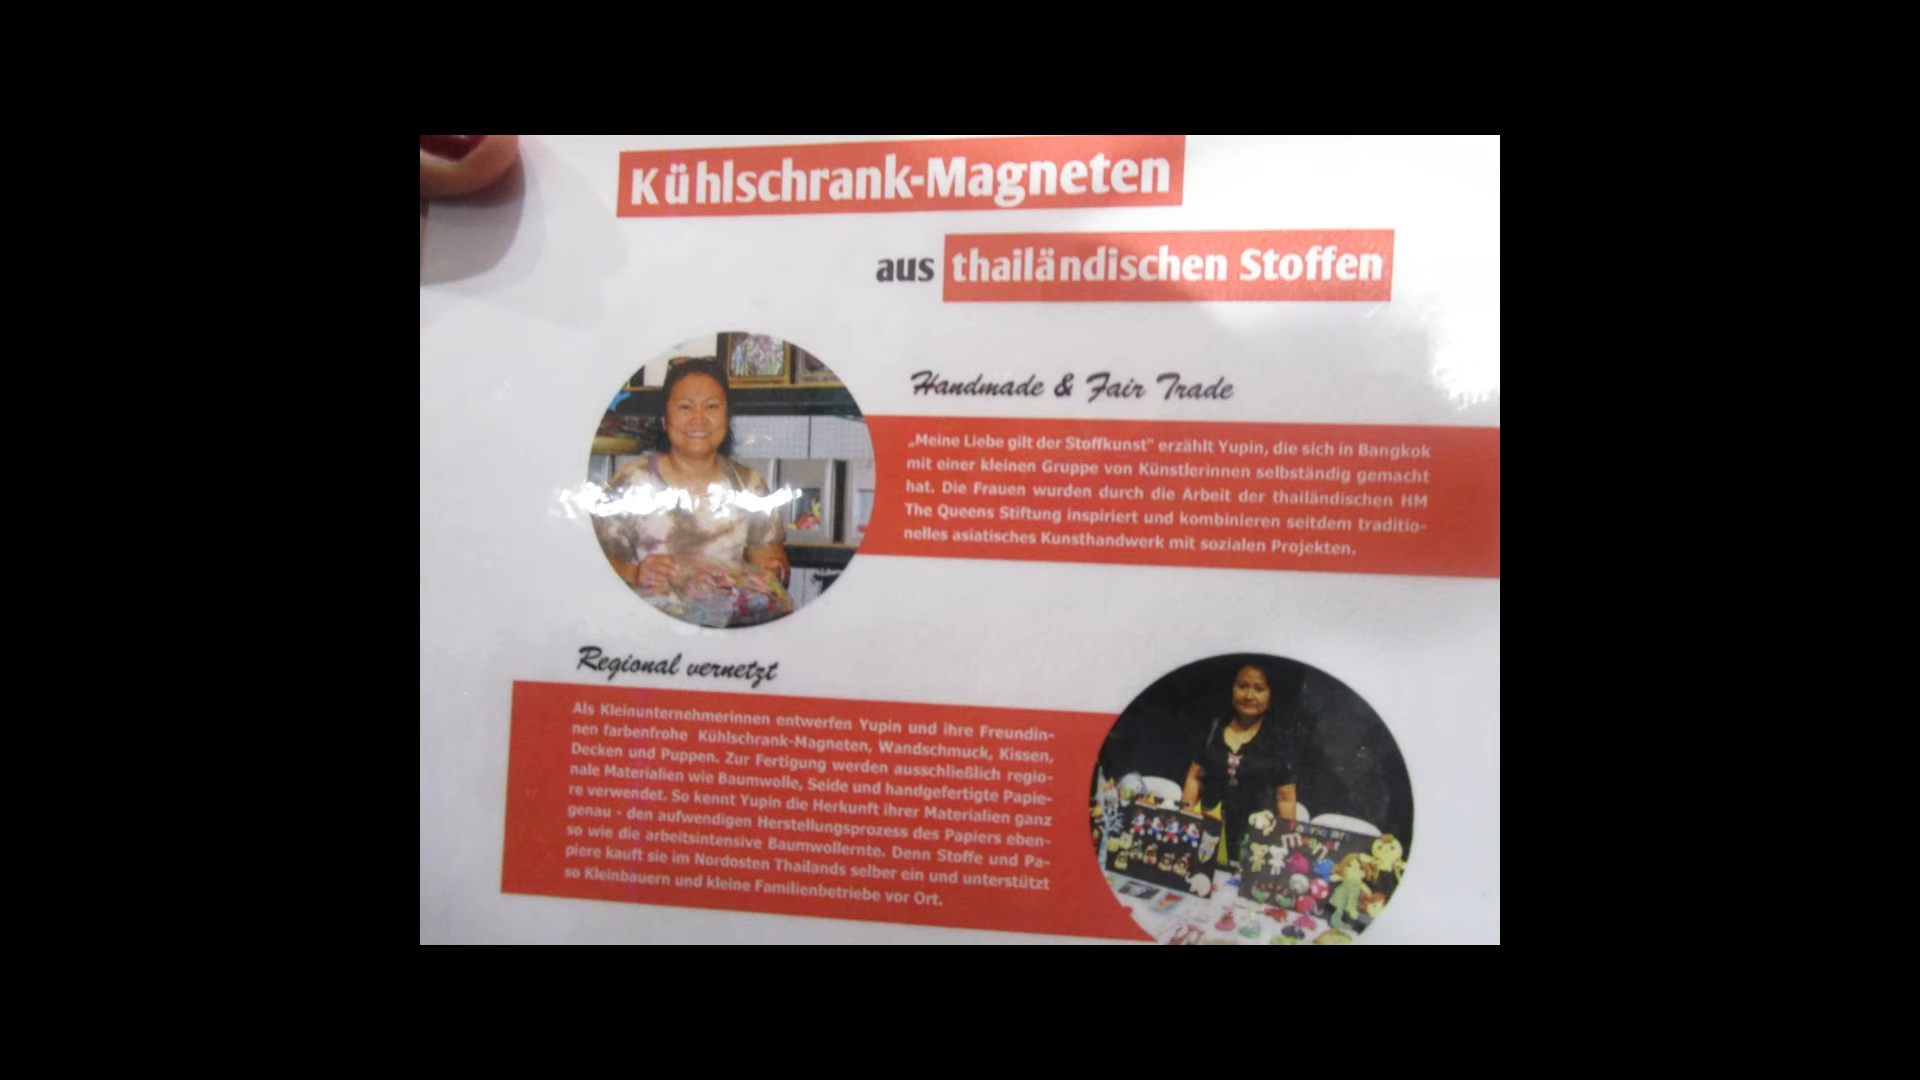 Kühlschrank-Magneten
aus thailändischen Stoffen
Handmade & Fair Trade
„Meine Liebe gilt der Stoffkunst“ erzählt Yupin, die sich in Bangkok
mit einer kleinen Gruppe von Künstlerinnen selbständig gemacht
hat. Die Frauen wurden durch die Arbeit der thailändischen HM
The Queens Stiftung inspiriert und kombinieren seitdem traditio-
nelles asiatisches Kunsthandwerk mit sozialen Projekten.
Regional vernetzt
Als Kleinunternehmerinnen entwerfen Yupin und ihre Freundin-
nen farbenfrohe Kühlschrank-Magneten, Wandschmuck, Kissen,
Decken und Puppen. Zur Fertigung werden ausschließlich regio-
nale Materialien wie Baumwolle, Seide und handgefertigte Papie-
re verwendet. So kennt Yupin die Herkunft ihrer Materialien ganz
genau - den aufwendigen Herstellungsprozess des Papiers eben-
so wie die arbeitsintensive Baumwollernte. Denn Stoffe und Pa-
piere kauft sie im Nordosten Thailands selber ein und unterstützt
so Kleinbauern und kleine Familienbetriebe vor Ort.